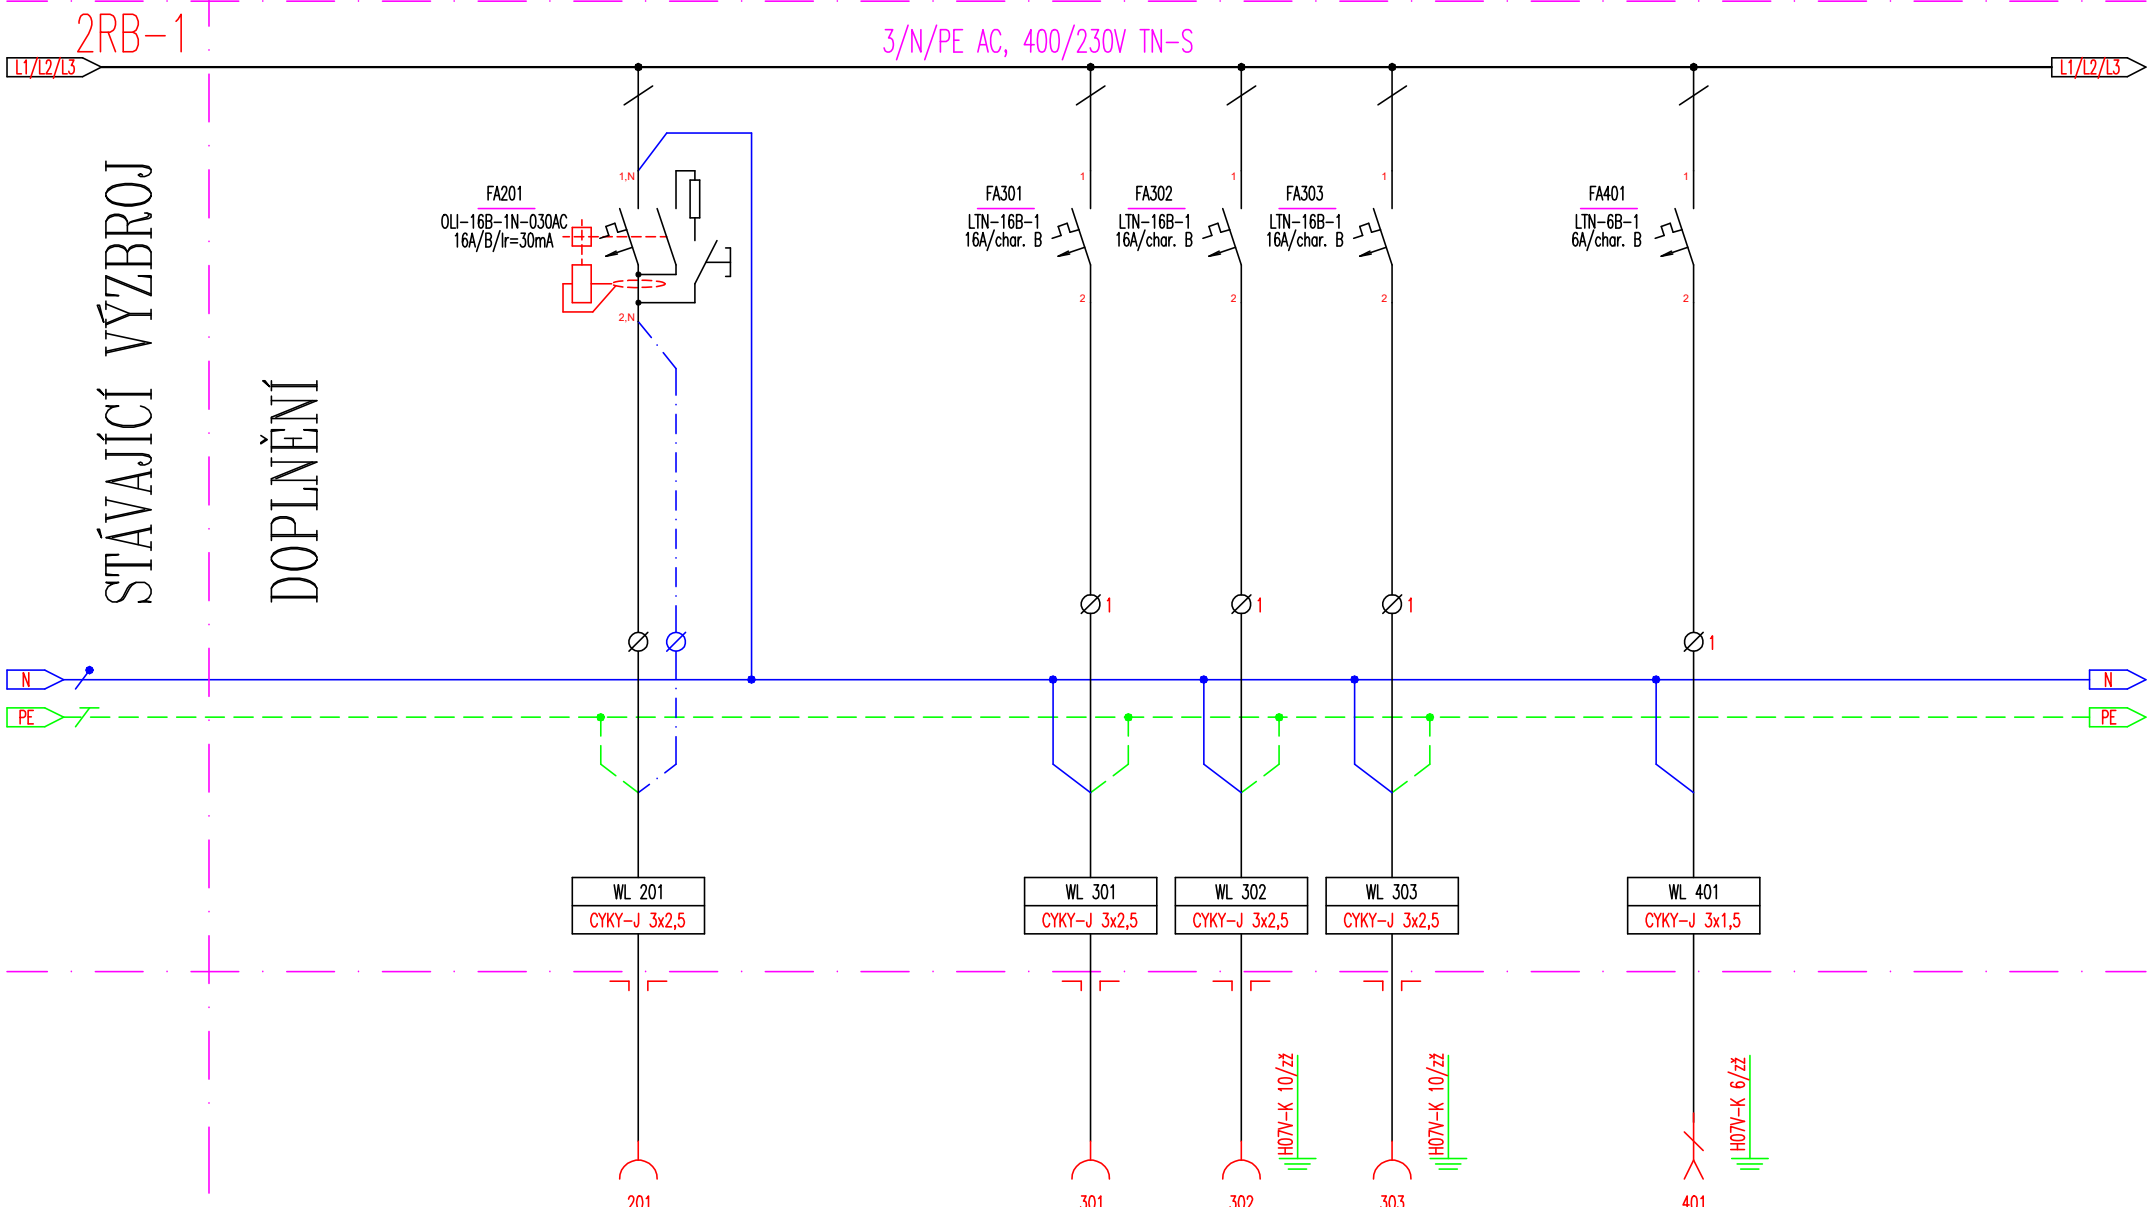 2RB-1
3/N/PE AC, 400/230V TN-S
L1/L2/L3
L1/L2/L3
STÁVAJÍCÍ VÝZBROJ
DOPLNĚNÍ
1,N
1
1
1
1
FA201
OLI-16B-1N-030AC
16A/B/Ir=30mA
FA301
LTN-16B-1
16A/char. B
FA302
LTN-16B-1
16A/char. B
FA303
LTN-16B-1
16A/char. B
FA401
LTN-6B-1
6A/char. B
2,N
2
2
2
2
1
1
1
1
N
N
PE
PE
WL 201
CYKY-J 3x2,5
WL 301
CYKY-J 3x2,5
WL 302
CYKY-J 3x2,5
WL 303
CYKY-J 3x2,5
WL 401
CYKY-J 3x1,5
H07V-K 10/zž
H07V-K 10/zž
H07V-K 6/zž
201
301
302
303
401